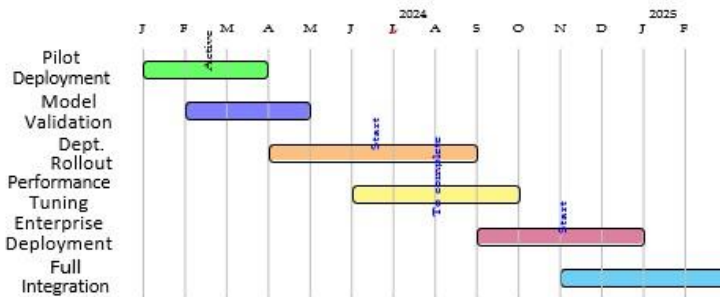 2024 2025
J F M A M J L A S O N D J F
Active
Pilot
Deployment
Model
Validation
Start
Dept.
Rollout
To complete
Performance
Tuning
Start
Enterprise
Deployment
Full
Integration